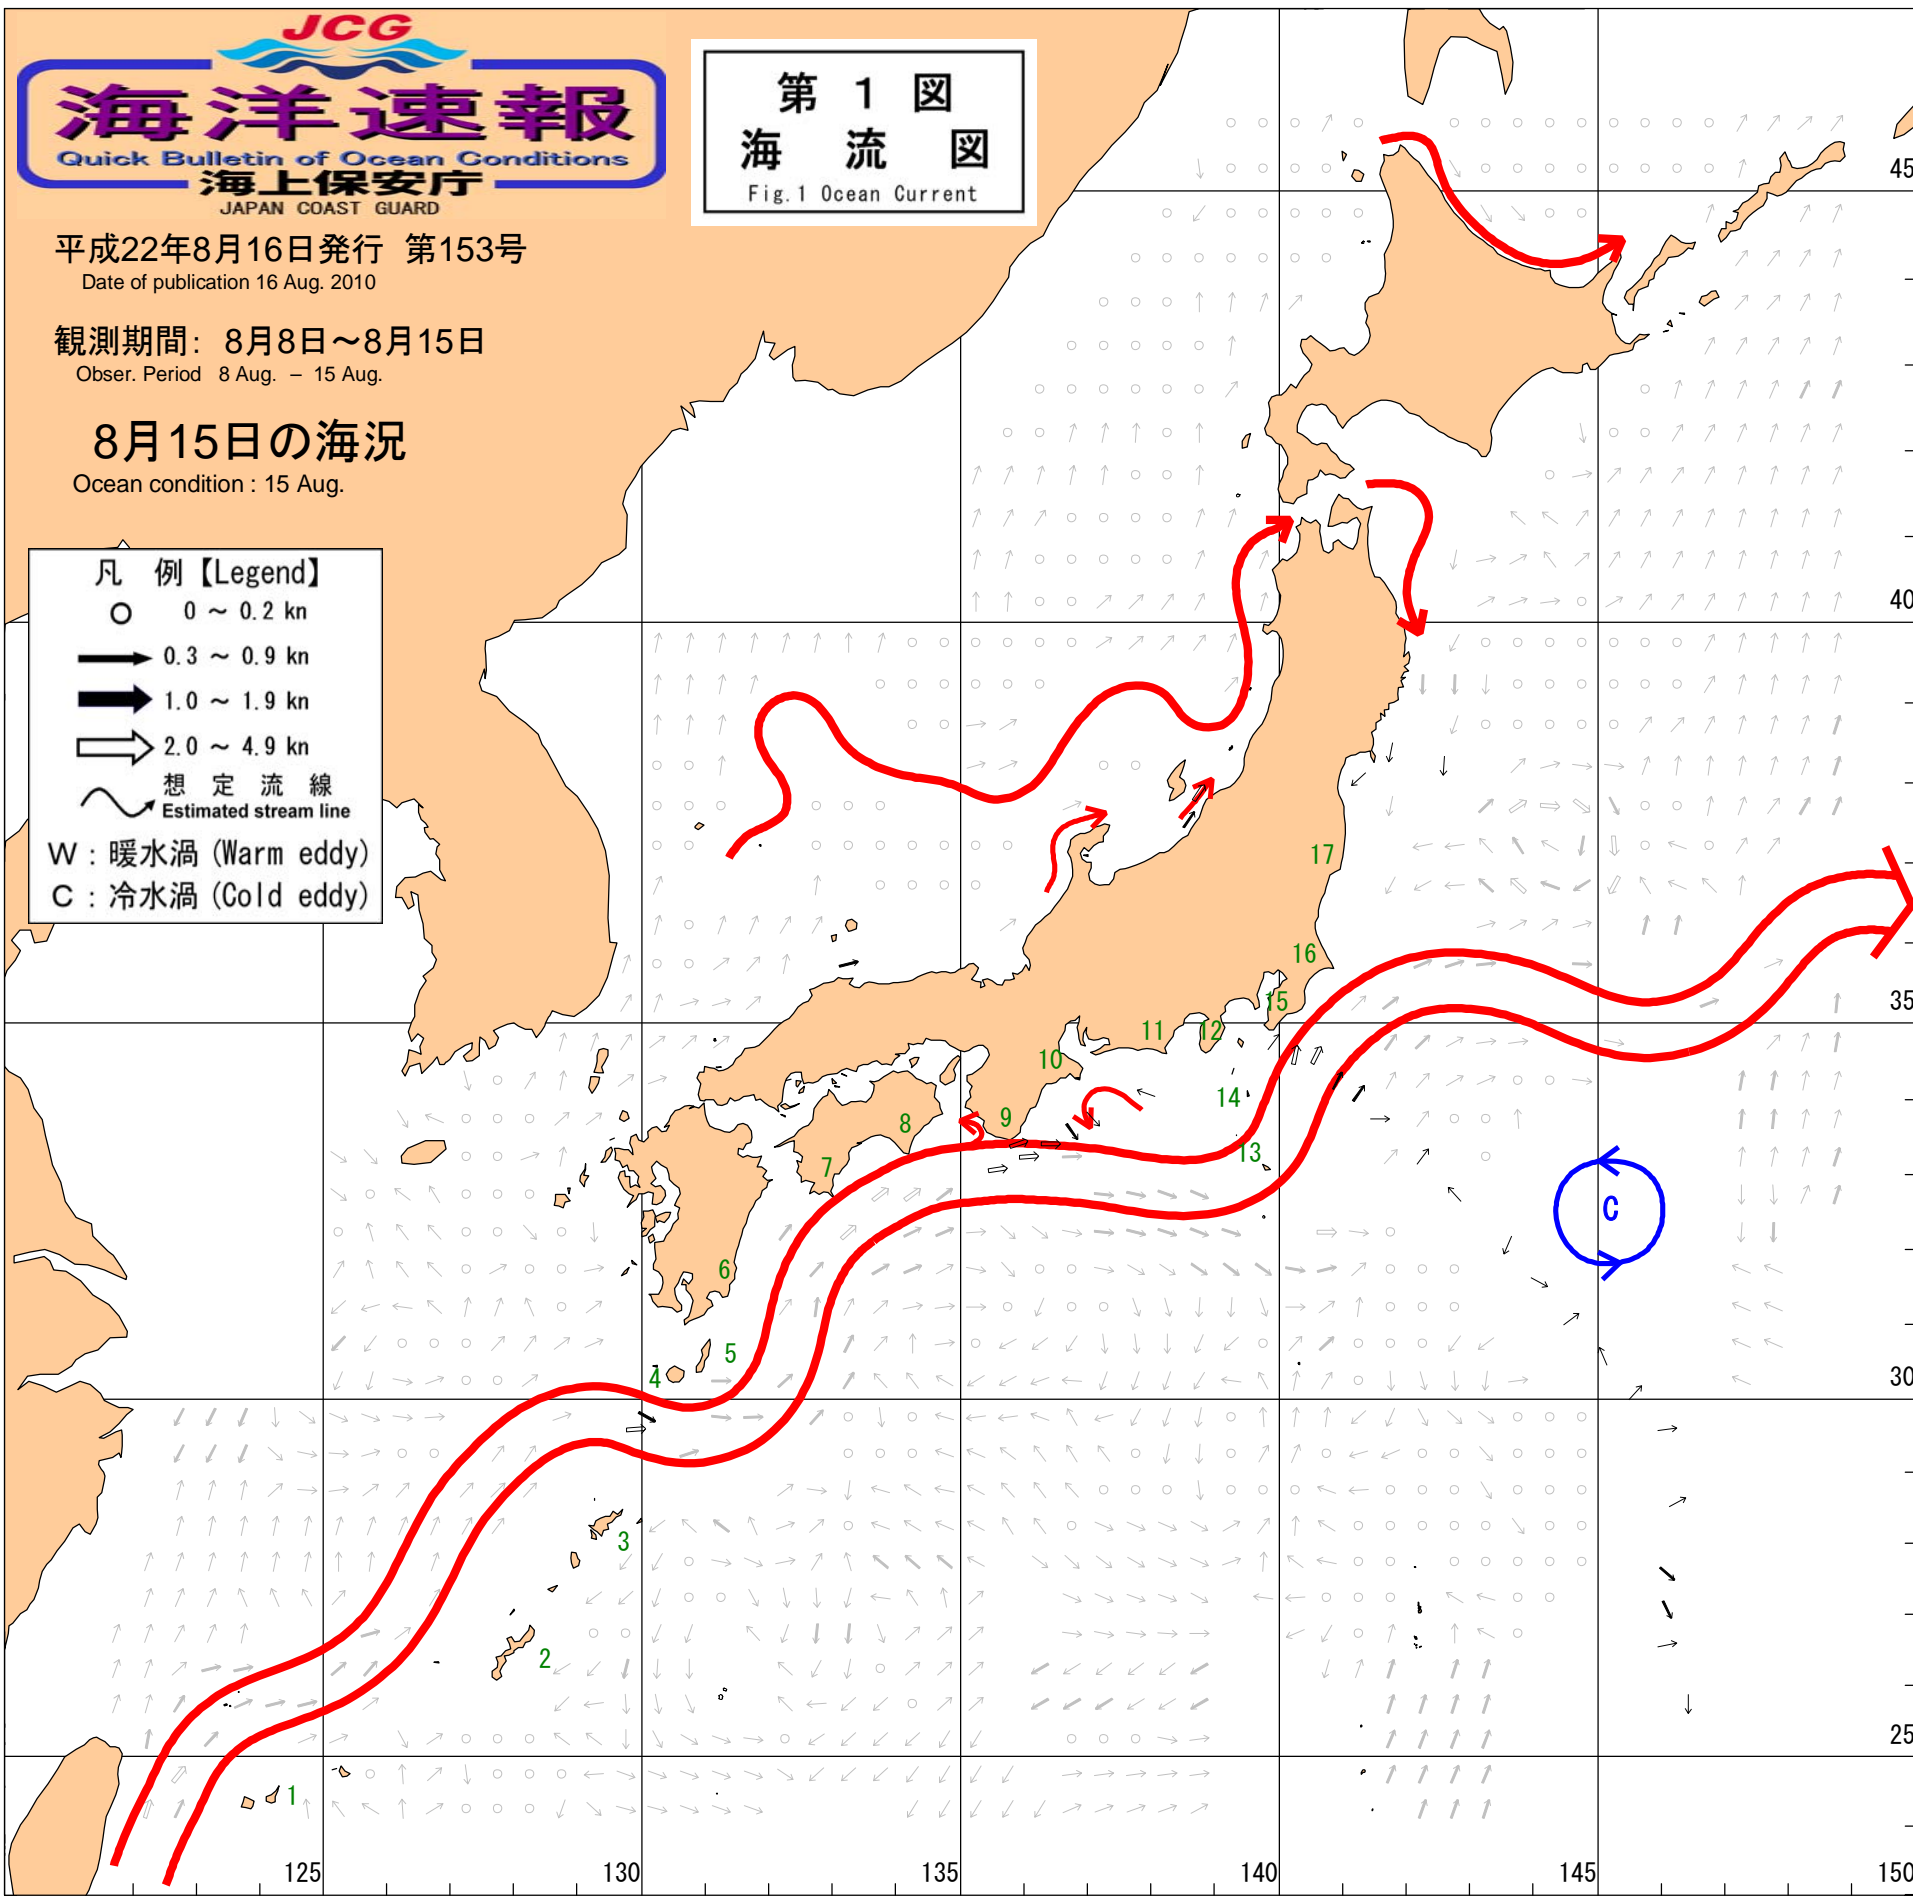 JCG
海洋速報
Quick Bulletin of Ocean Conditions
海上保安庁
JAPAN COAST GUARD
第 1 図
海 流 図
Fig.1 Ocean Current
平成22年8月16日発行 第153号
Date of publication 16 Aug. 2010
観測期間: 8月8日～8月15日
Obser. Period 8 Aug. – 15 Aug.
8月15日の海況
Ocean condition : 15 Aug.
凡 例【Legend】
0 ～ 0.2 kn
0.3 ～ 0.9 kn
1.0 ～ 1.9 kn
2.0 ～ 4.9 kn
想 定 流 線
Estimated stream line
W : 暖水渦 (Warm eddy)
C : 冷水渦 (Cold eddy)
45
40
17
16
15
35
12
11
10
14
9
8
13
7
C
6
5
4
30
3
2
25
1
125
130
135
140
145
150